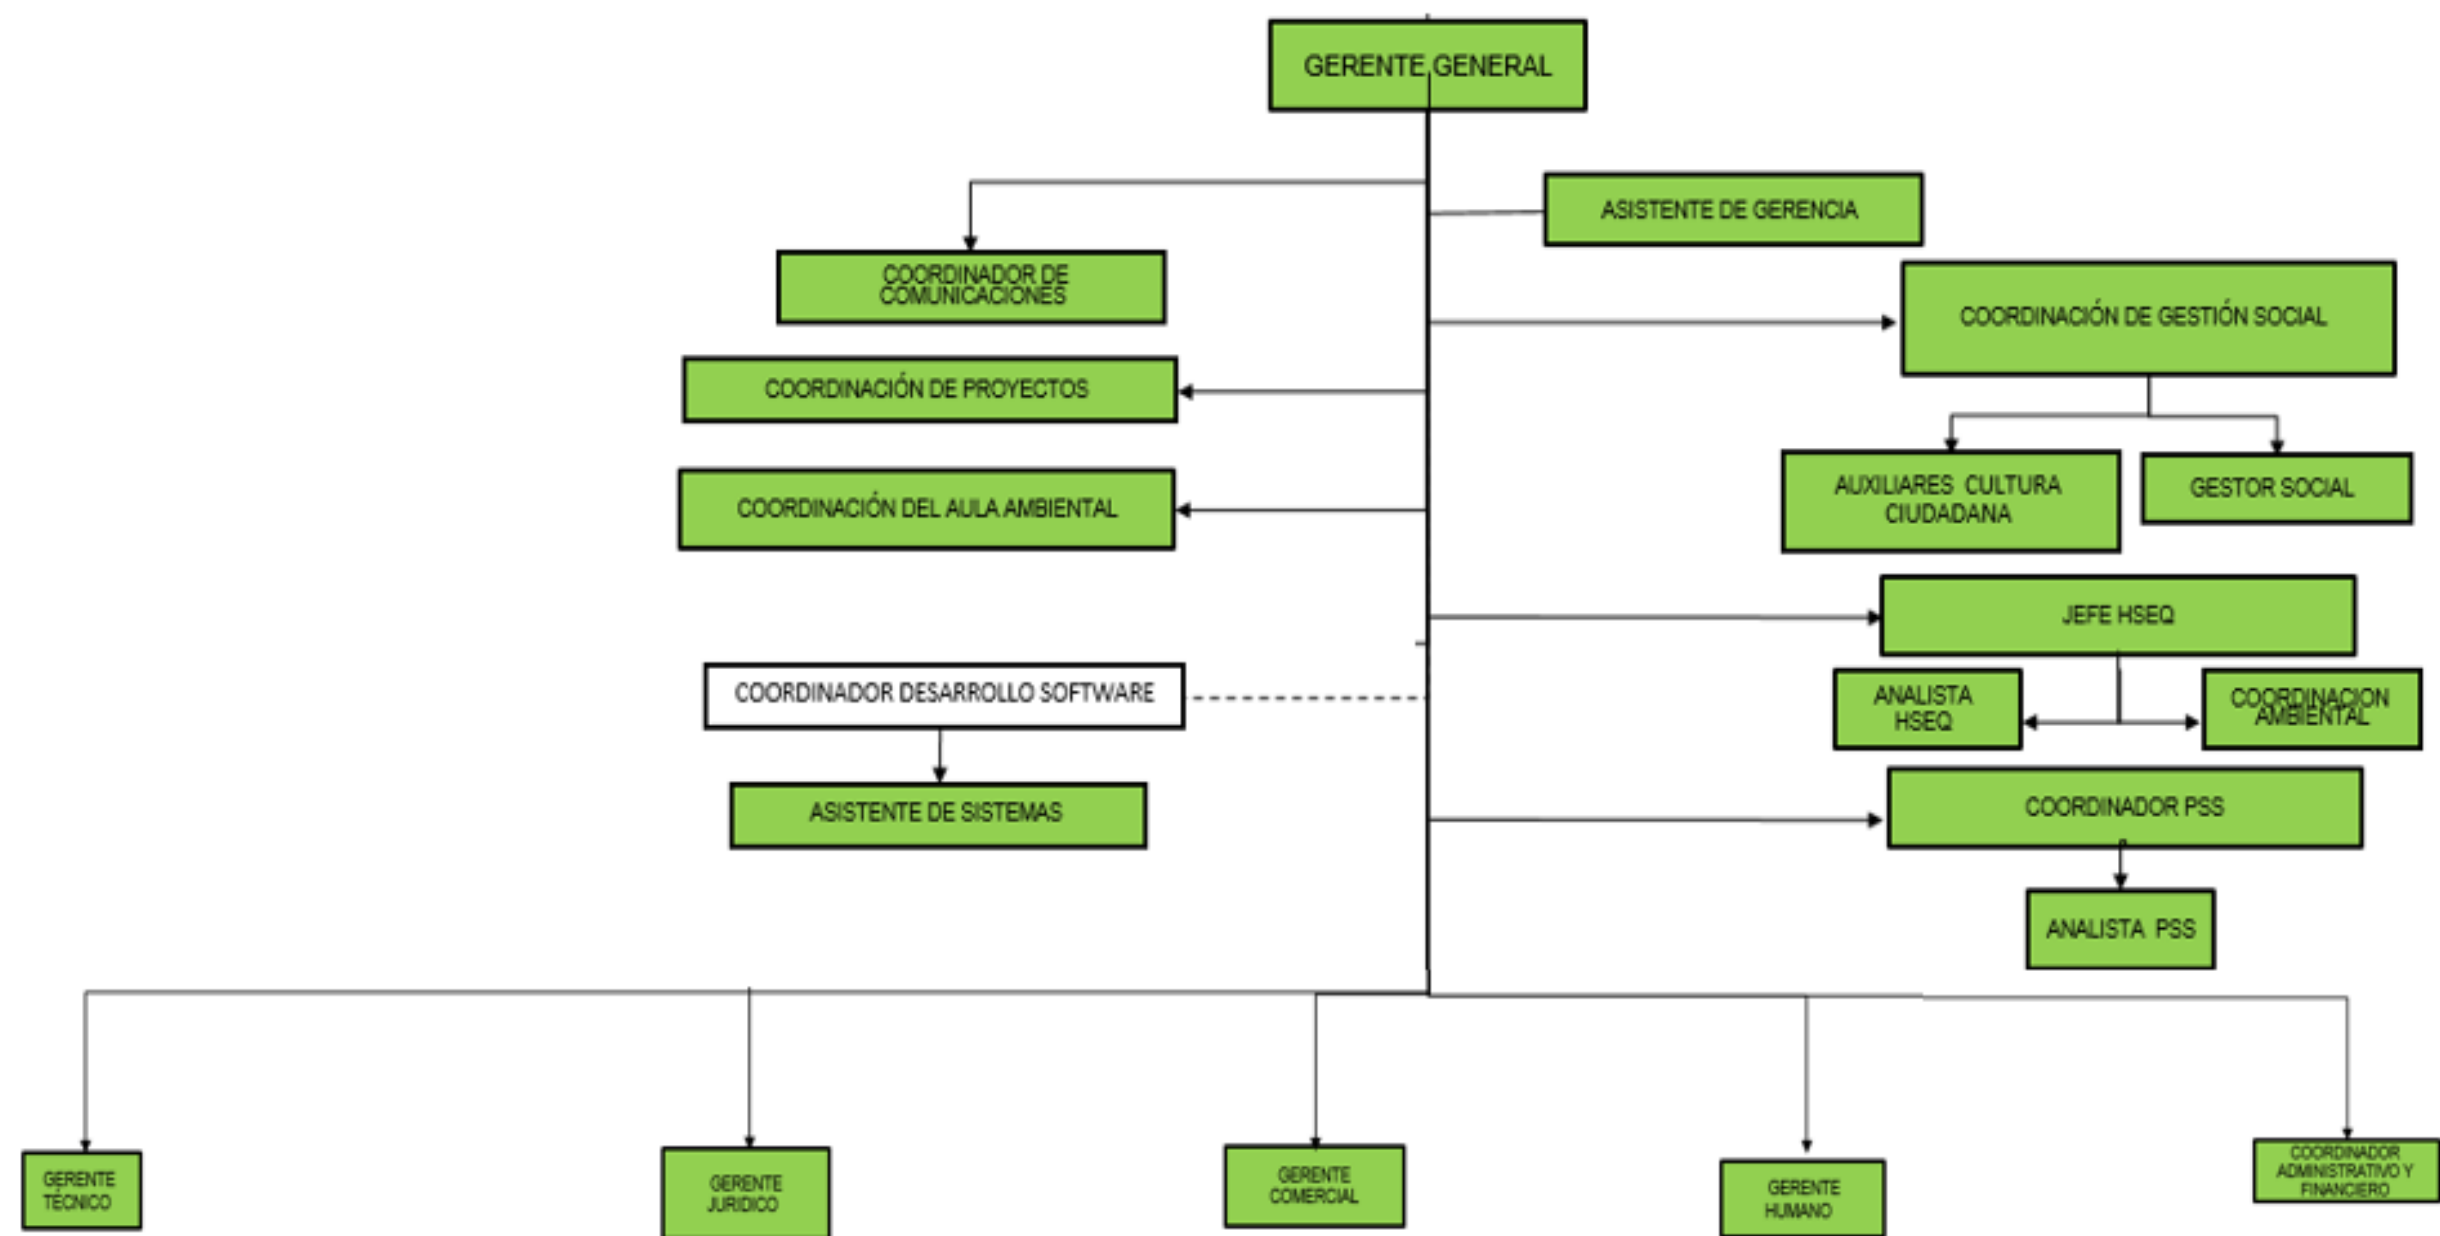 GERENTE GENERAL
ASISTENTE DE GERENCIA
COORDINADOR DE
COMUNICACIONES
COORDINACIÓN DE GESTIÓN SOCIAL
COORDINACIÓN DE PROYECTOS
AUXILIARES CULTURA
CIUDADANA
GESTOR SOCIAL
COORDINACIÓN DEL AULA AMBIENTAL
JEFE HSEQ
COORDINADOR DESARROLLO SOFTWARE
ANALISTA
HSEQ
COORDINACION
AMBIENTAL
ASISTENTE DE SISTEMAS
COORDINADOR PSS
ANALISTA PSS
GERENTE
TÉCNICO
GERENTE
JURIDICO
GERENTE
COMERCIAL
GERENTE
HUMANO
COORDINADOR
ADMINISTRATIVO Y
FINANCIERO